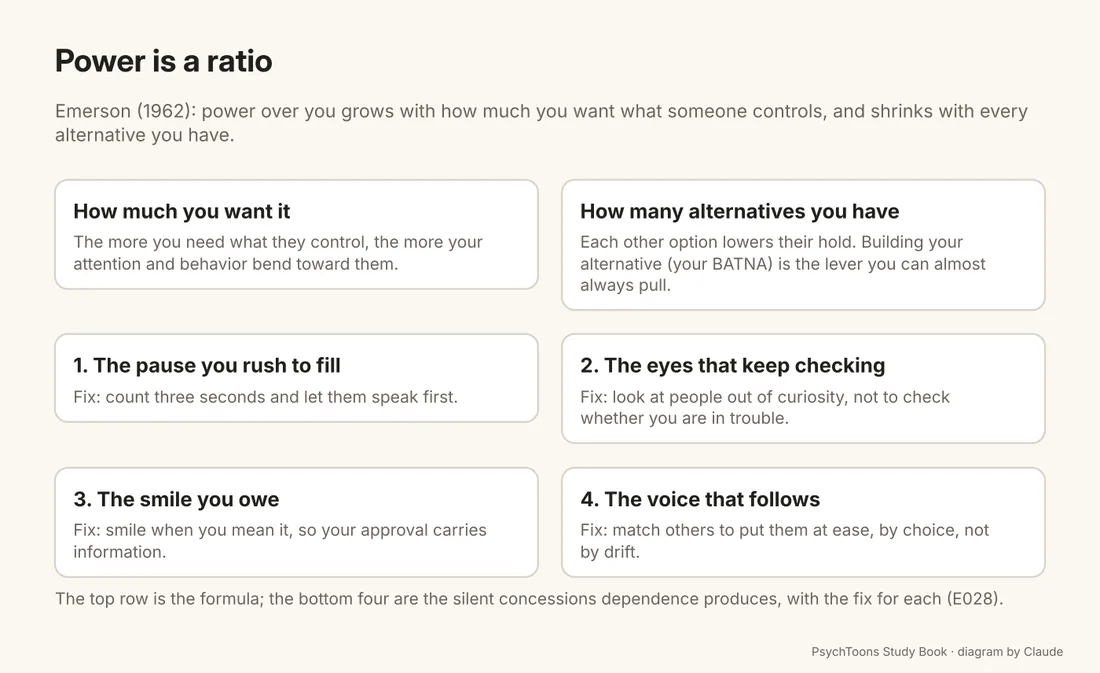 Power is a ratio
Emerson (1962): power over you grows with how much you want what someone controls, and shrinks with every
alternative you have.
How much you want it
The more you need what they control, the more your
attention and behavior bend toward them.
How many alternatives you have
Each other option lowers their hold. Building your
alternative (your BATNA) is the lever you can almost
always pull.
1. The pause you rush to fill
Fix: count three seconds and let them speak first.
2. The eyes that keep checking
Fix: look at people out of curiosity, not to check
whether you are in trouble.
3. The smile you owe
Fix: smile when you mean it, so your approval carries
information.
4. The voice that follows
Fix: match others to put them at ease, by choice, not
by drift.
The top row is the formula; the bottom four are the silent concessions dependence produces, with the fix for each (E028).
PsychToons Study Book · diagram by Claude